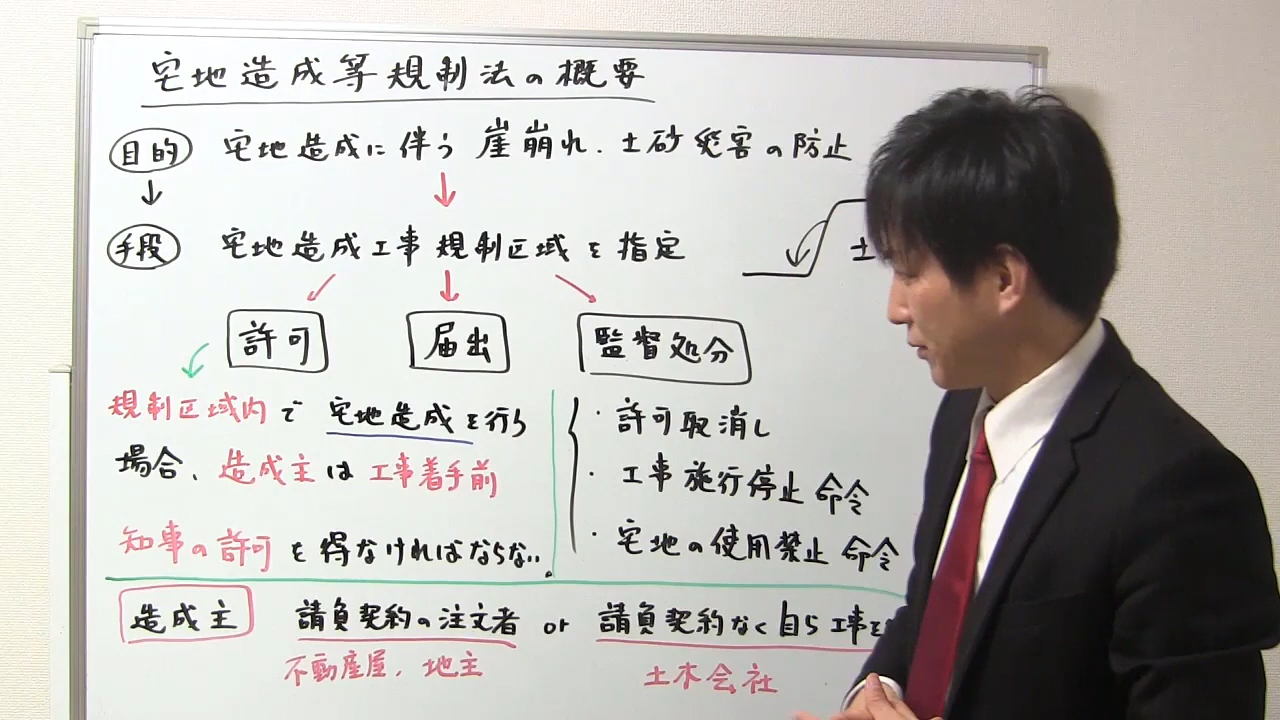 宅地造成等規制法の概要
目的 宅地造成に伴う 崖崩れ、土砂災害の防止
手段 宅地造成工事規制区域を指定
土
許可 届出 監督処分
規制区域内で 宅地造成を行う
場合、造成主は工事着手前
知事の許可を得なければならない。
・許可取消し
・工事施行停止命令
・宅地の使用禁止命令
造成主 請負契約の注文者 or 請負契約なく自ら工事を
不動産屋、地主 土木会社